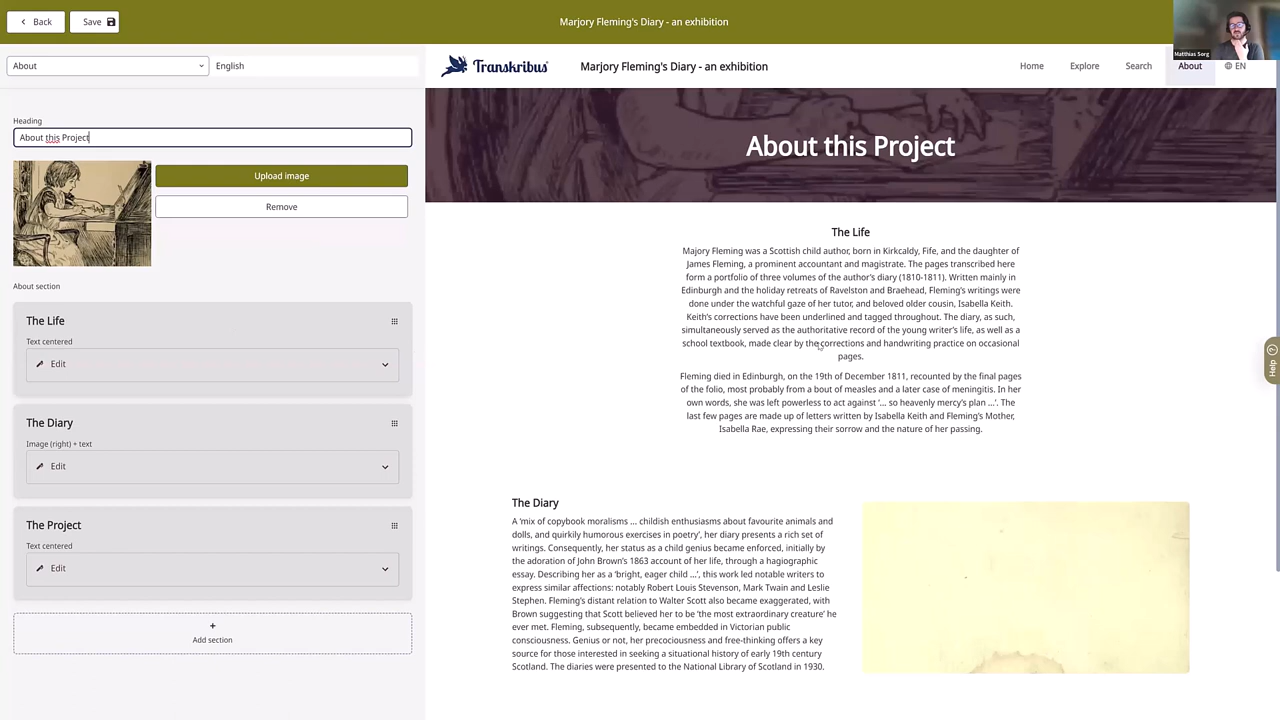 Back
Save
Marjory Fleming's Diary - an exhibition
Matthias Sorg
About
English
Transkribus
Marjory Fleming's Diary - an exhibition
Home
Explore
Search
About
EN
Heading
About this Project
Upload image
Remove
About section
The Life
Text centered
Edit
The Diary
Image (right) + text
Edit
The Project
Text centered
Edit
+
Add section
About this Project
The Life
Majory Fleming was a Scottish child author, born in Kirkcaldy, Fife, and the daughter of
James Fleming, a prominent accountant and magistrate. The pages transcribed here
form a portfolio of three volumes of the author's diary (1810-1811). Written mainly in
Edinburgh and the holiday retreats of Ravelston and Braehead, Fleming's writings were
done under the watchful gaze of her tutor, and beloved older cousin, Isabella Keith.
Keith's corrections have been underlined and tagged throughout. The diary, as such,
simultaneously served as the authoritative record of the young writer's life, as well as a
school textbook, made clear by the corrections and handwriting practice on occasional
pages.
Fleming died in Edinburgh, on the 19th of December 1811, recounted by the final pages
of the folio, most probably from a bout of measles and a later case of meningitis. In her
own words, she was left powerless to act against '... so heavenly mercy's plan ...'. The
last few pages are made up of letters written by Isabella Keith and Fleming's Mother,
Isabella Rae, expressing their sorrow and the nature of her passing.
The Diary
A 'mix of copybook moralisms ... childish enthusiasms about favourite animals and
dolls, and quirkily humorous exercises in poetry', her diary presents a rich set of
writings. Consequently, her status as a child genius became enforced, initially by
the adoration of John Brown's 1863 account of her life, through a hagiographic
essay. Describing her as a 'bright, eager child ...', this work led notable writers to
express similar affections: notably Robert Louis Stevenson, Mark Twain and Leslie
Stephen. Fleming's distant relation to Walter Scott also became exaggerated, with
Brown suggesting that Scott believed her to be 'the most extraordinary creature' he
ever met. Fleming, subsequently, became embedded in Victorian public
consciousness. Genius or not, her precociousness and free-thinking offers a key
source for those interested in seeking a situational history of early 19th century
Scotland. The diaries were presented to the National Library of Scotland in 1930.
Help